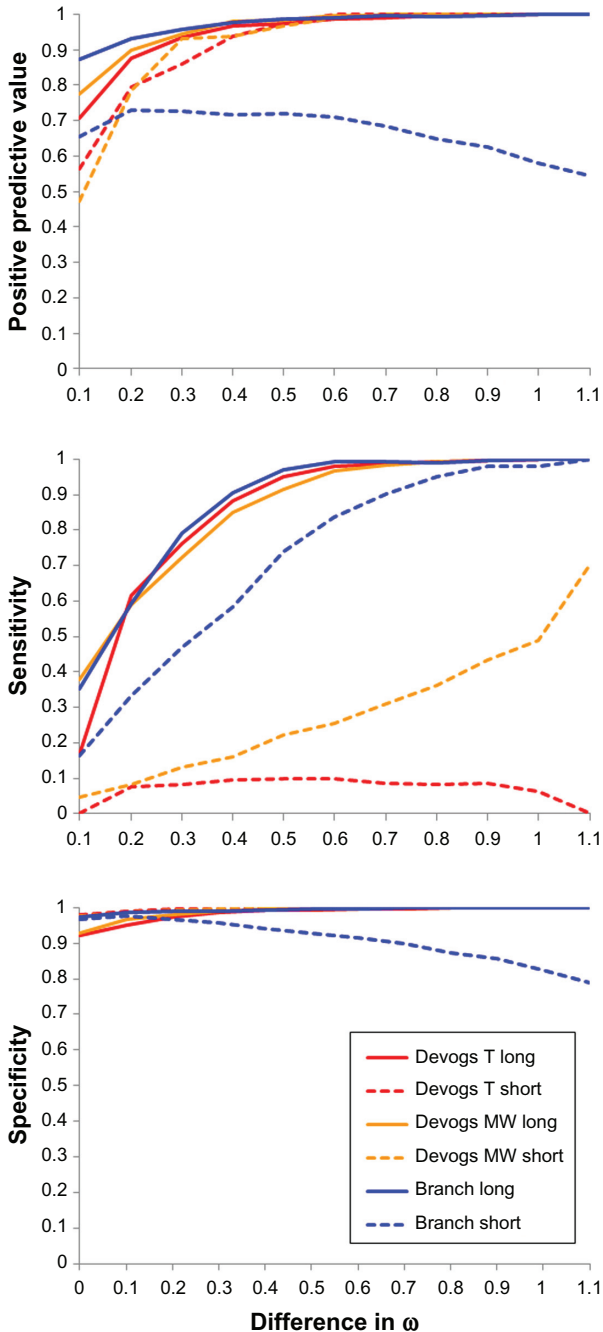 Positive predictive value
1
0.9
0.8
0.7
0.6
0.5
0.4
0.3
0.2
0.1
0
0.1 0.2 0.3 0.4 0.5 0.6 0.7 0.8 0.9 1 1.1
Sensitivity
1
0.9
0.8
0.7
0.6
0.5
0.4
0.3
0.2
0.1
0
0.1 0.2 0.3 0.4 0.5 0.6 0.7 0.8 0.9 1 1.1
Specificity
1
0.9
0.8
0.7
0.6
0.5
0.4
0.3
0.2
0.1
0
Devogs T long
Devogs T short
Devogs MW long
Devogs MW short
Branch long
Branch short
0 0.1 0.2 0.3 0.4 0.5 0.6 0.7 0.8 0.9 1 1.1
Difference in ω